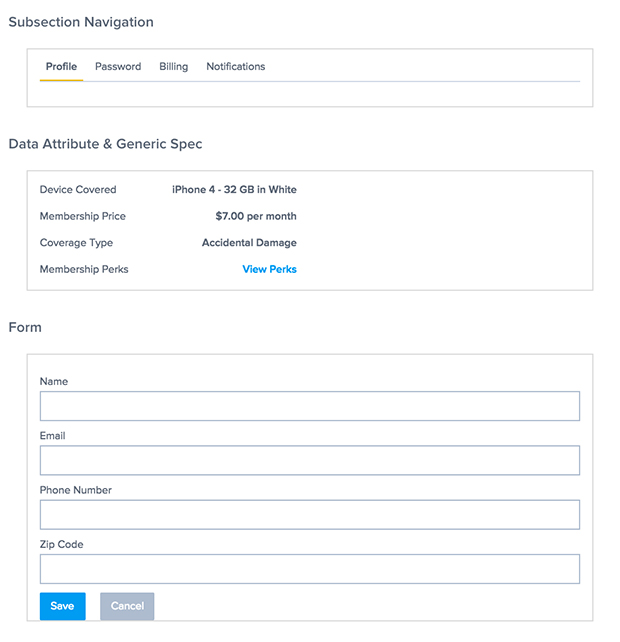 Subsection Navigation
Profile Password Billing Notifications
Data Attribute & Generic Spec
Device Covered iPhone 4 - 32 GB in White
Membership Price $7.00 per month
Coverage Type Accidental Damage
Membership Perks View Perks
Form
Name
Email
Phone Number
Zip Code
Save Cancel